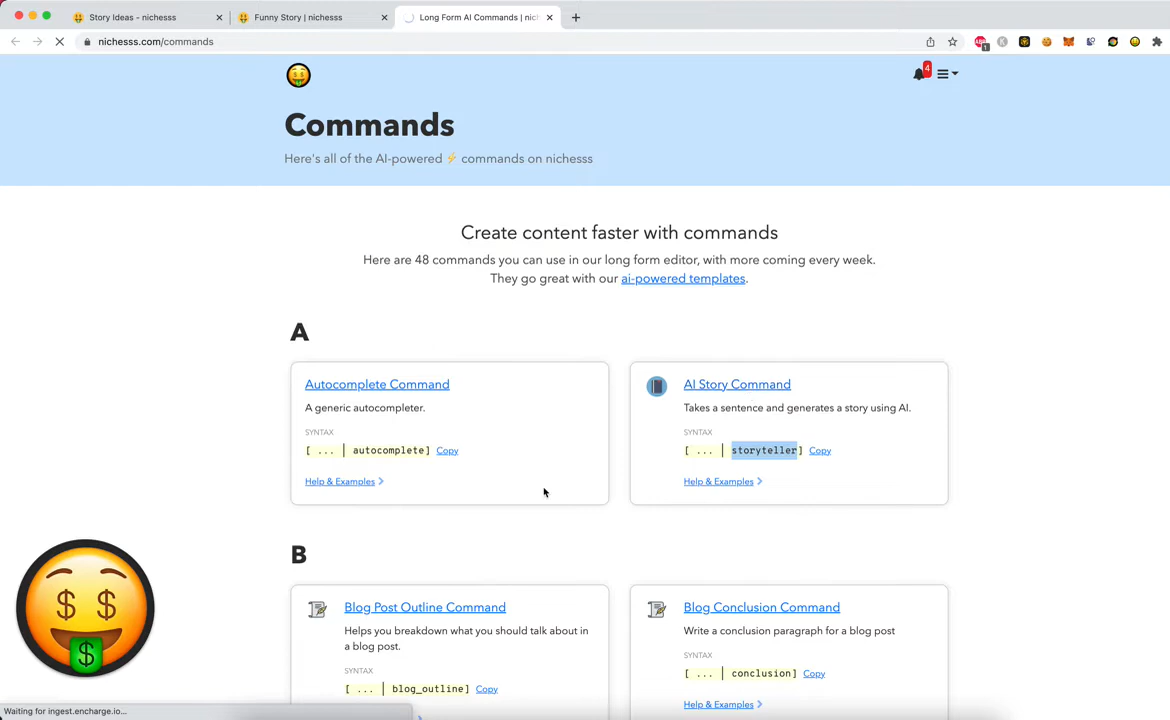 Story Ideas - nichesss
Funny Story | nichesss
Long Form AI Commands | nich
nichesss.com/commands
1
4
Commands
Here's all of the AI-powered ⚡ commands on nichesss
Create content faster with commands
Here are 48 commands you can use in our long form editor, with more coming every week.
They go great with our ai-powered templates.
A
Autocomplete Command
A generic autocompleter.
SYNTAX
[ ... | autocomplete] Copy
Help & Examples
AI Story Command
Takes a sentence and generates a story using AI.
SYNTAX
[ ... | storyteller] Copy
Help & Examples
B
Blog Post Outline Command
Helps you breakdown what you should talk about in
a blog post.
SYNTAX
[ ... | blog_outline] Copy
Blog Conclusion Command
Write a conclusion paragraph for a blog post
SYNTAX
[ ... | conclusion] Copy
Help & Examples
$ $
$
Waiting for ingest.encharge.io...